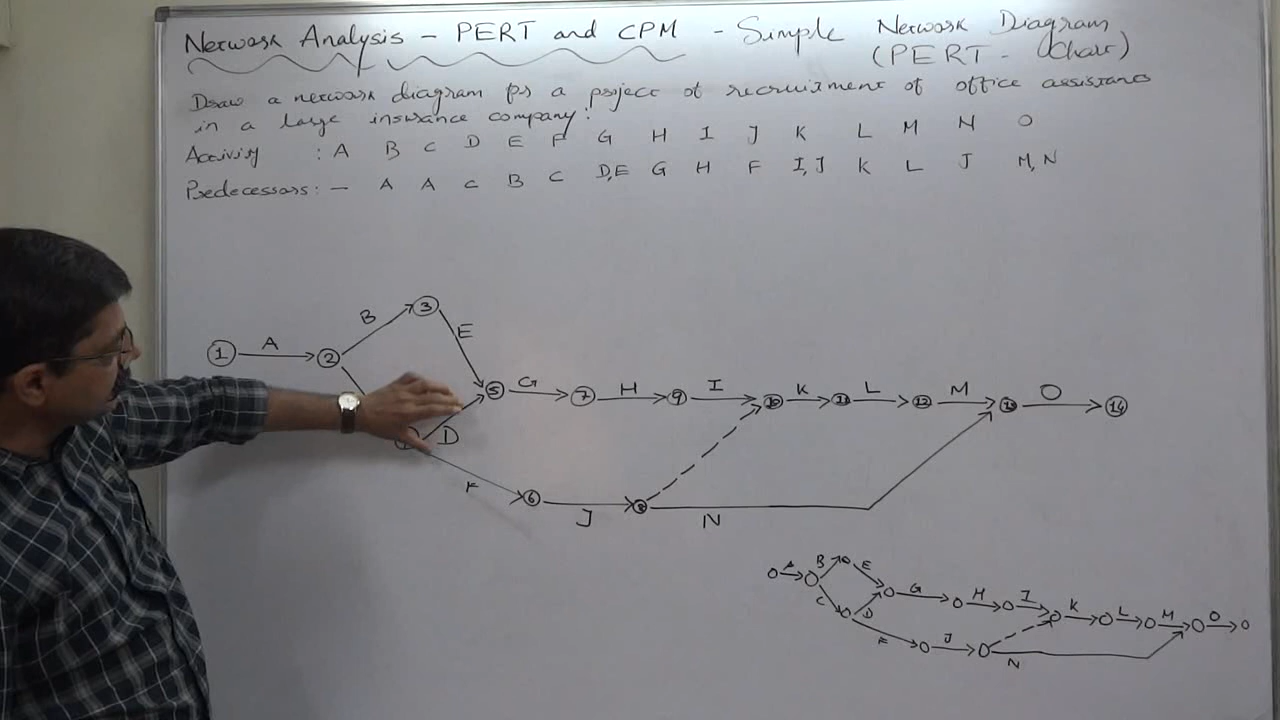 Network Analysis - PERT and CPM - Simple Network Diagram
(PERT - Chart)
Draw a network diagram for a project of recruitment of office assistants
in a large insurance company:
Activity : A B C D E F G H I J K L M N O
Predecessors: - A A C B C D,E G H F I,J K L J M,N
1 A 2 B 3 E
5 G 7 H 9 I 10 K 11 L 12 M 13 O 14
D
F 6 J 8 N
A B E G H I K L M O
C D F J N